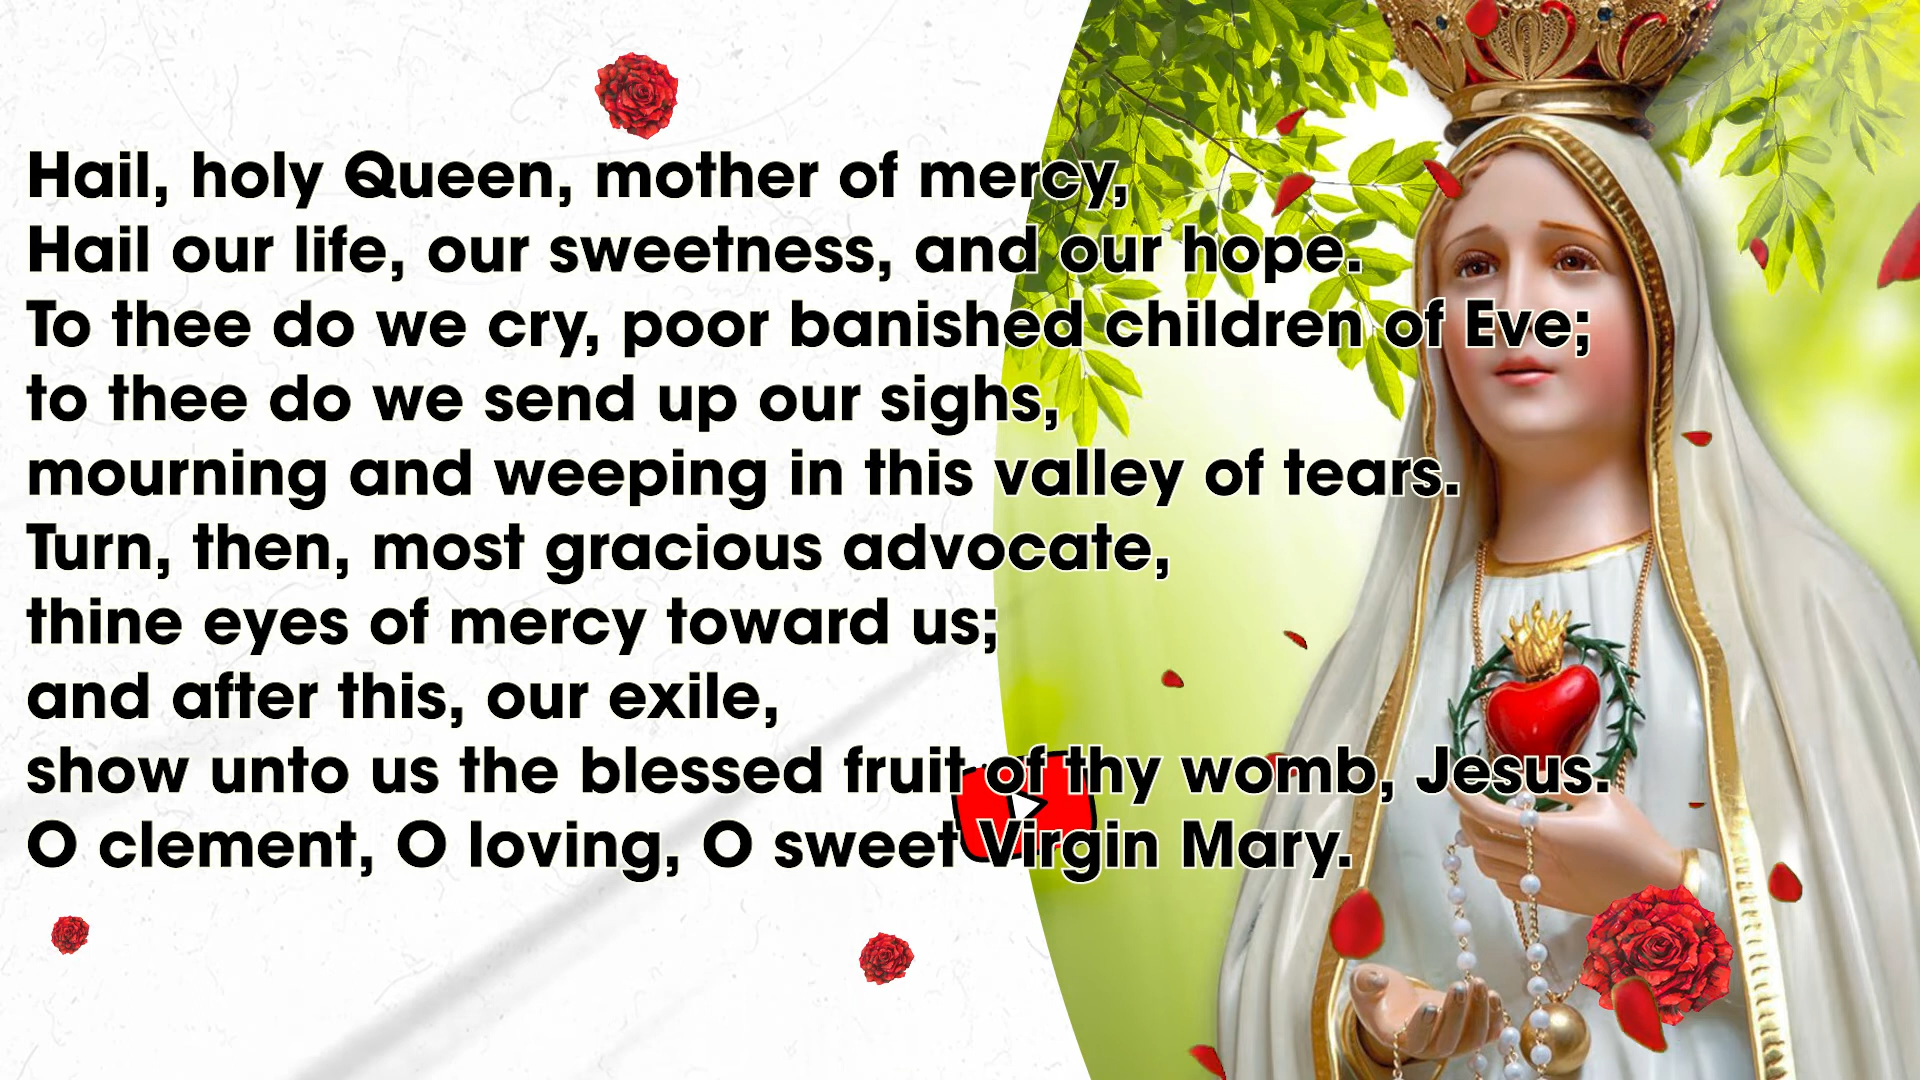 Hail, holy Queen, mother of mercy,
Hail our life, our sweetness, and our hope.
To thee do we cry, poor banished children of Eve;
to thee do we send up our sighs,
mourning and weeping in this valley of tears.
Turn, then, most gracious advocate,
thine eyes of mercy toward us;
and after this, our exile,
show unto us the blessed fruit of thy womb, Jesus.
O clement, O loving, O sweet Virgin Mary.